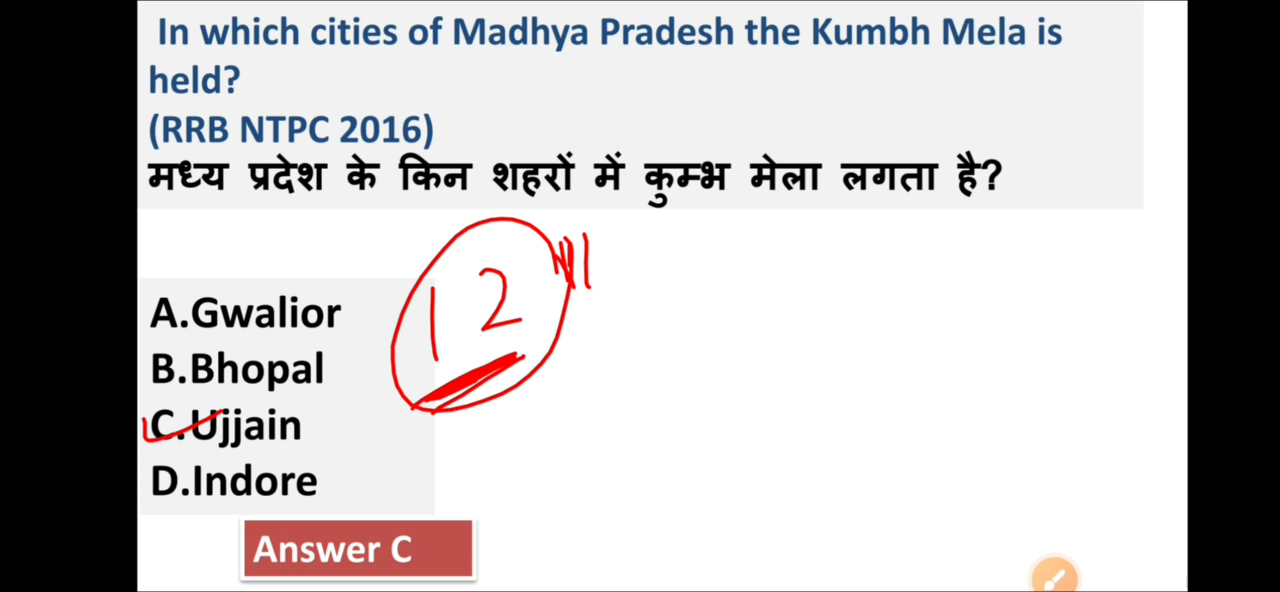 In which cities of Madhya Pradesh the Kumbh Mela is
held?
(RRB NTPC 2016)
मध्य प्रदेश के किन शहरों में कुम्भ मेला लगता है?
12
A.Gwalior
B.Bhopal
C.Ujjain
D.Indore
Answer C